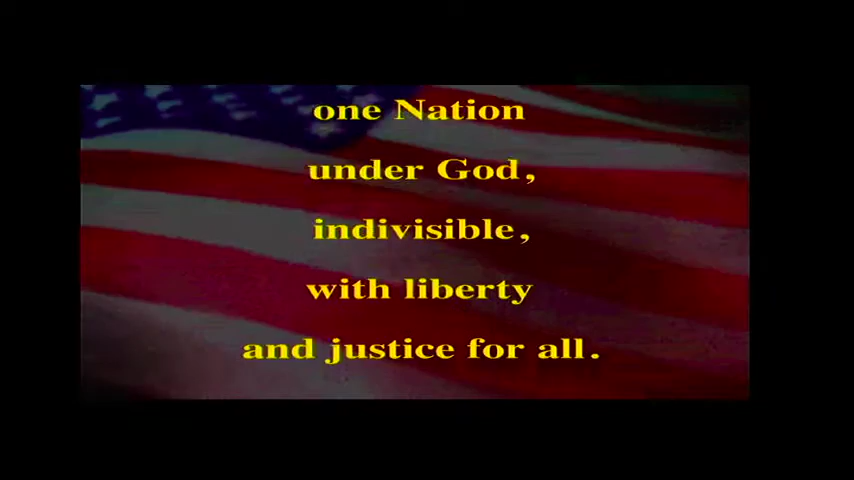 one Nation
under God,
indivisible,
with liberty
and justice for all.